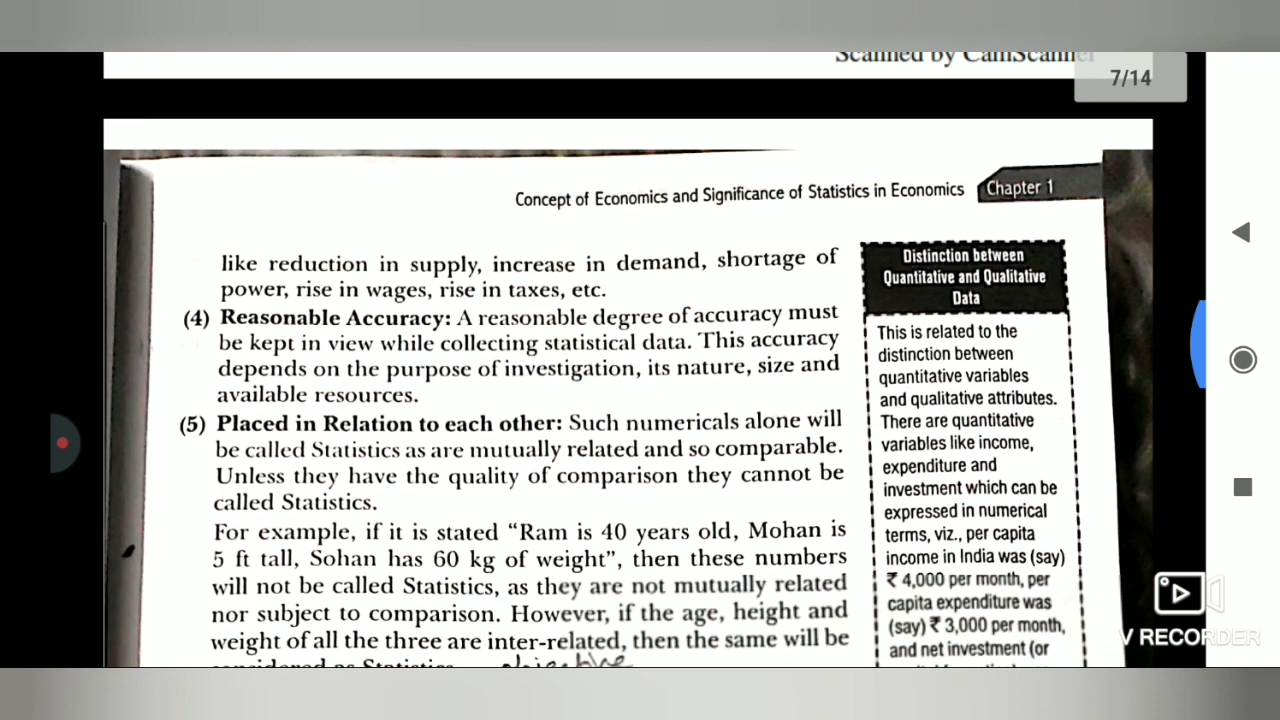 Scanned by CamScanner
7/14
Concept of Economics and Significance of Statistics in Economics Chapter 1
like reduction in supply, increase in demand, shortage of
power, rise in wages, rise in taxes, etc.
(4) Reasonable Accuracy: A reasonable degree of accuracy must
be kept in view while collecting statistical data. This accuracy
depends on the purpose of investigation, its nature, size and
available resources.
(5) Placed in Relation to each other: Such numericals alone will
be called Statistics as are mutually related and so comparable.
Unless they have the quality of comparison they cannot be
called Statistics.
For example, if it is stated “Ram is 40 years old, Mohan is
5 ft tall, Sohan has 60 kg of weight”, then these numbers
will not be called Statistics, as they are not mutually related
nor subject to comparison. However, if the age, height and
weight of all the three are inter-related, then the same will be
considered as Statistics.
objective
Distinction between
Quantitative and Qualitative
Data
This is related to the
distinction between
quantitative variables
and qualitative attributes.
There are quantitative
variables like income,
expenditure and
investment which can be
expressed in numerical
terms, viz., per capita
income in India was (say)
₹ 4,000 per month, per
capita expenditure was
(say) ₹ 3,000 per month,
and net investment (or
V RECORDER